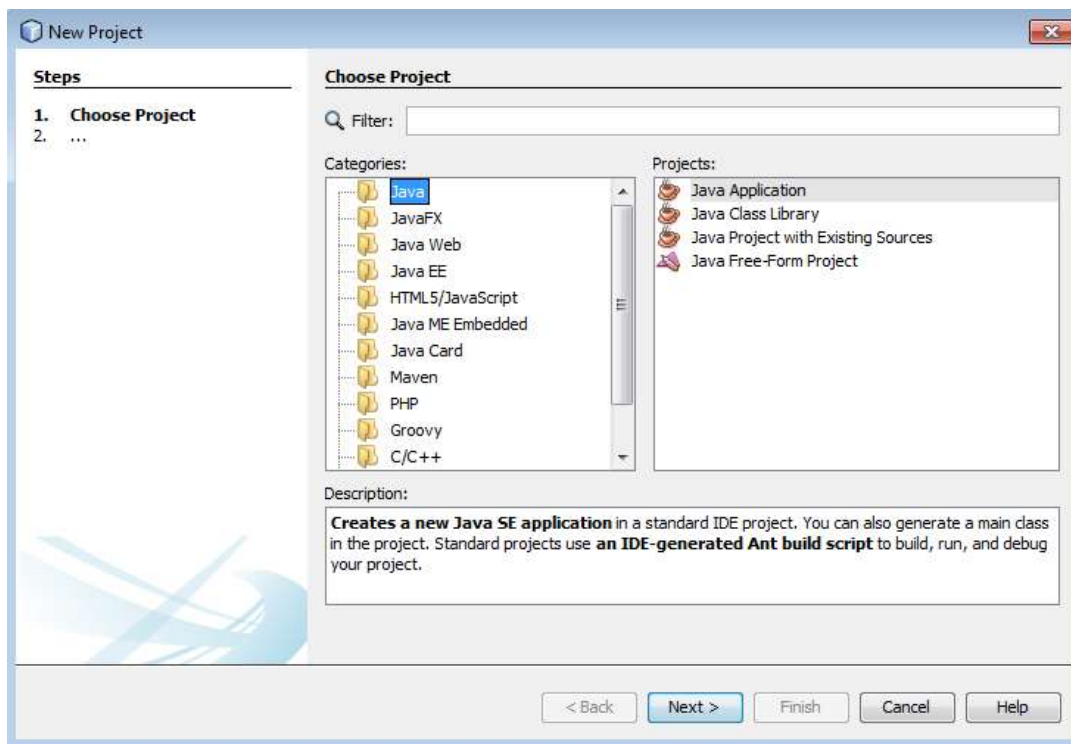 New Project
Steps
1. Choose Project
2. ...
Choose Project
Filter:
Categories:
Java
JavaFX
Java Web
Java EE
HTML5/JavaScript
Java ME Embedded
Java Card
Maven
PHP
Groovy
C/C++
Projects:
Java Application
Java Class Library
Java Project with Existing Sources
Java Free-Form Project
Description:
Creates a new Java SE application in a standard IDE project. You can also generate a main class
in the project. Standard projects use an IDE-generated Ant build script to build, run, and debug
your project.
< Back
Next >
Finish
Cancel
Help